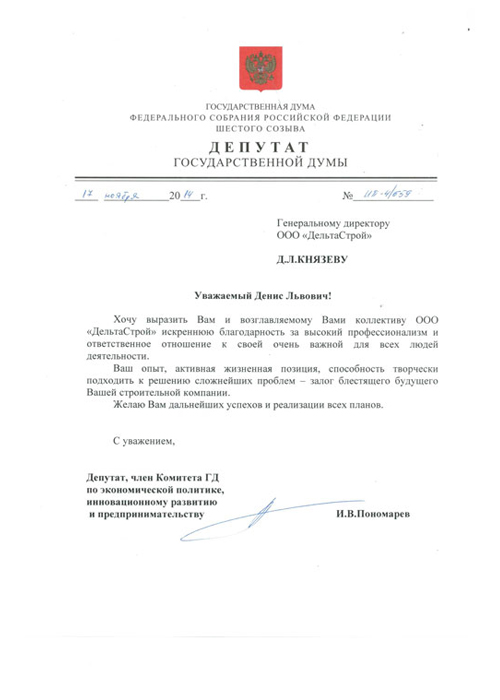 ГОСУДАРСТВЕННАЯ ДУМА
ФЕДЕРАЛЬНОГО СОБРАНИЯ РОССИЙСКОЙ ФЕДЕРАЦИИ
ШЕСТОГО СОЗЫВА
ДЕПУТАТ
ГОСУДАРСТВЕННОЙ ДУМЫ
17 ноября 2014 г. №
Генеральному директору
ООО «ДельтаСтрой»
Д.Л.КНЯЗЕВУ
Уважаемый Денис Львович!
Хочу выразить Вам и возглавляемому Вами коллективу ООО
«ДельтаСтрой» искреннюю благодарность за высокий профессионализм и
ответственное отношение к своей очень важной для всех людей
деятельности.
Ваш опыт, активная жизненная позиция, способность творчески
подходить к решению сложнейших проблем – залог блестящего будущего
Вашей строительной компании.
Желаю Вам дальнейших успехов и реализации всех планов.
С уважением,
Депутат, член Комитета ГД
по экономической политике,
инновационному развитию
и предпринимательству И.В.Пономарев